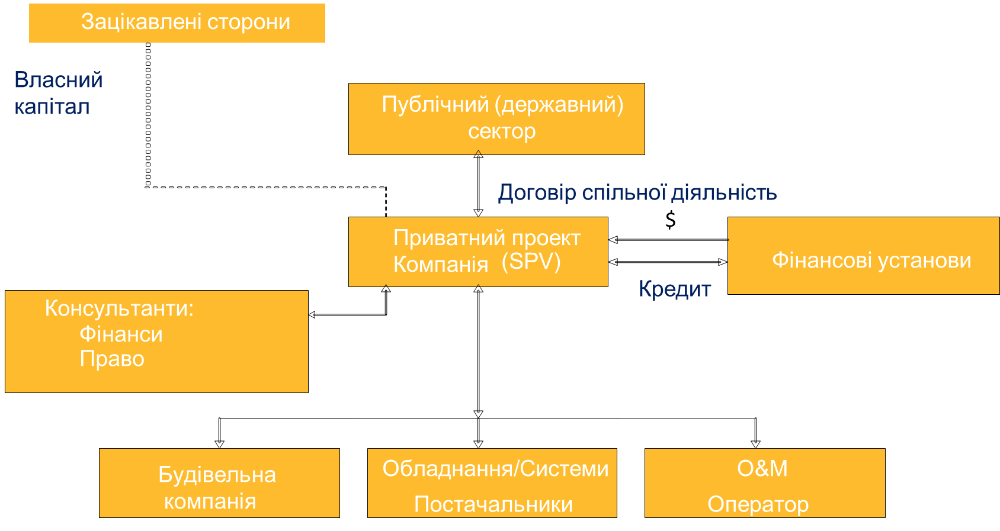 Зацікавлені сторони
Власний
капітал
Публічний (державний)
сектор
Договір спільної діяльність
$
Приватний проект
Компанія (SPV)
Фінансові установи
Кредит
Консультанти:
Фінанси
Право
Будівельна
компанія
Обладнання/Системи
Постачальники
O&M
Оператор